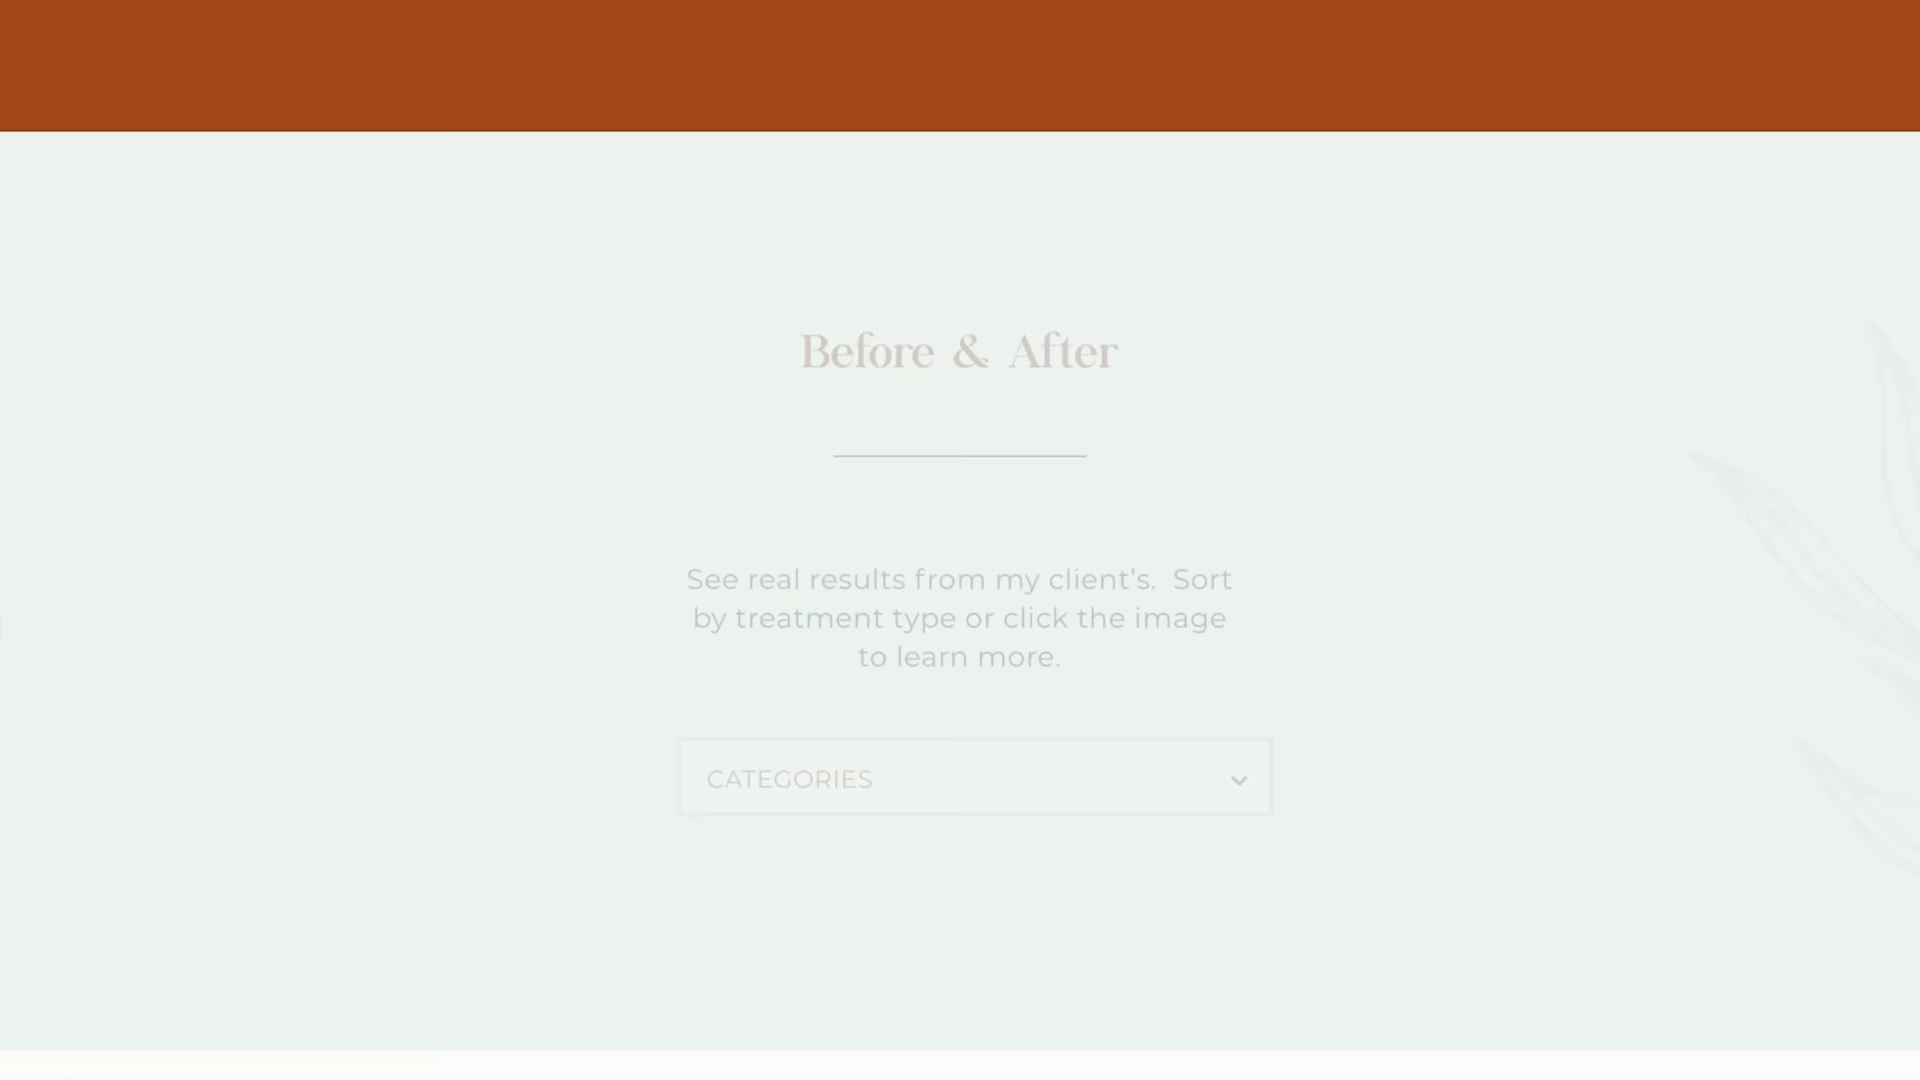 Before & After
See real results from my client’s.  Sort
by treatment type or click the image
to learn more.
CATEGORIES